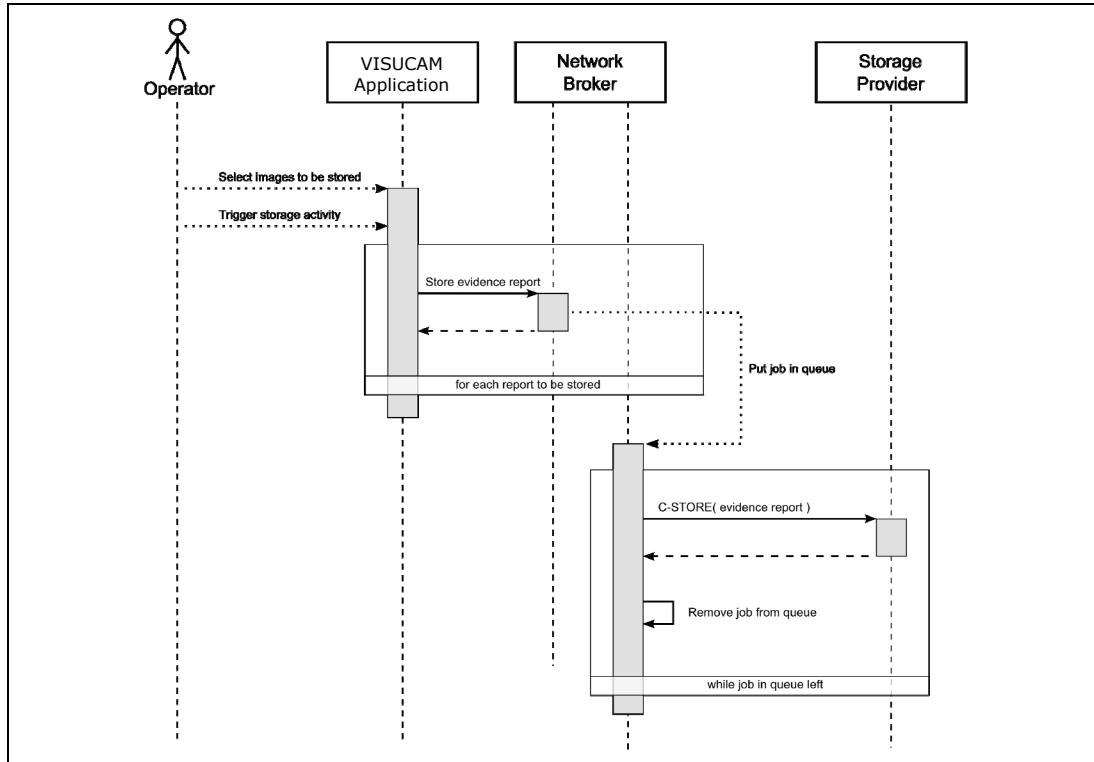 Operator
VISUCAM
Application
Network
Broker
Storage
Provider
Select images to be stored
Trigger storage activity
Store evidence report
Put job in queue
for each report to be stored
C-STORE( evidence report )
Remove job from queue
while job in queue left